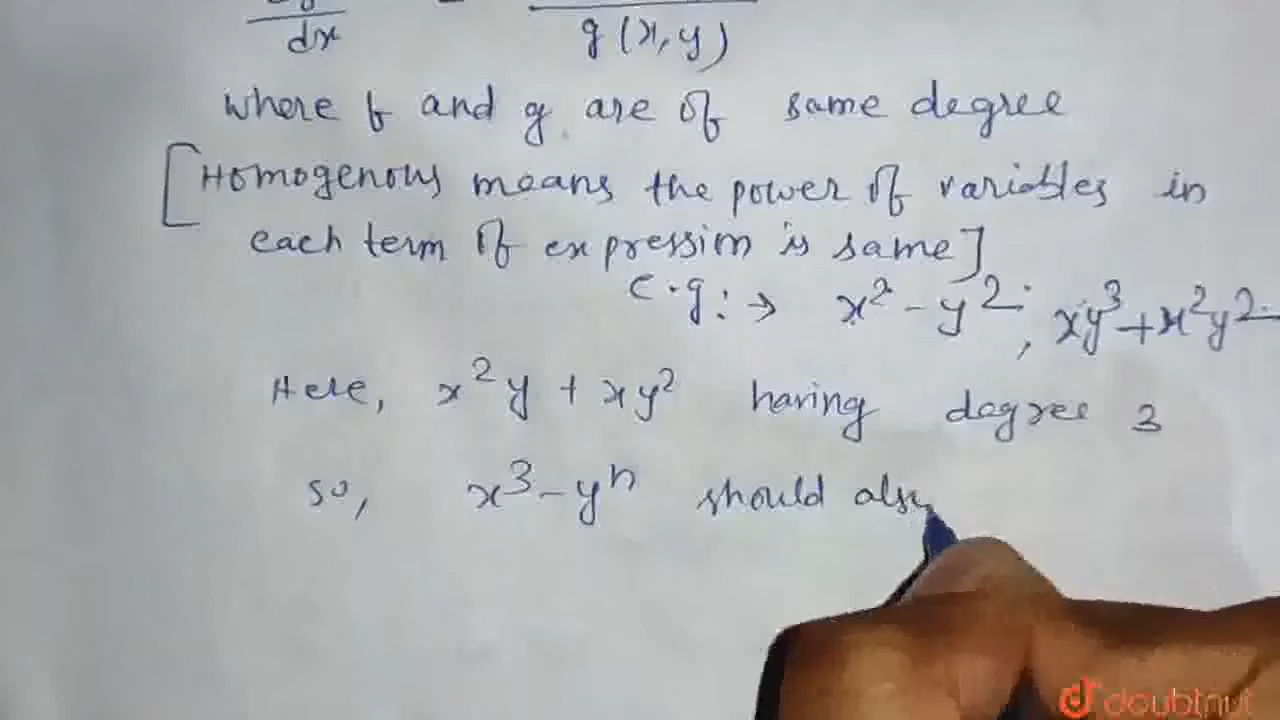 dx
g(x,y)
where f and g are of same degree
[Homogenous means the power of variables in
each term of expression is same]
e.g:→ x²-y², xy³+x²y²
Here, x²y + xy² having degree 3
so, x³-yⁿ should also
doubtnut